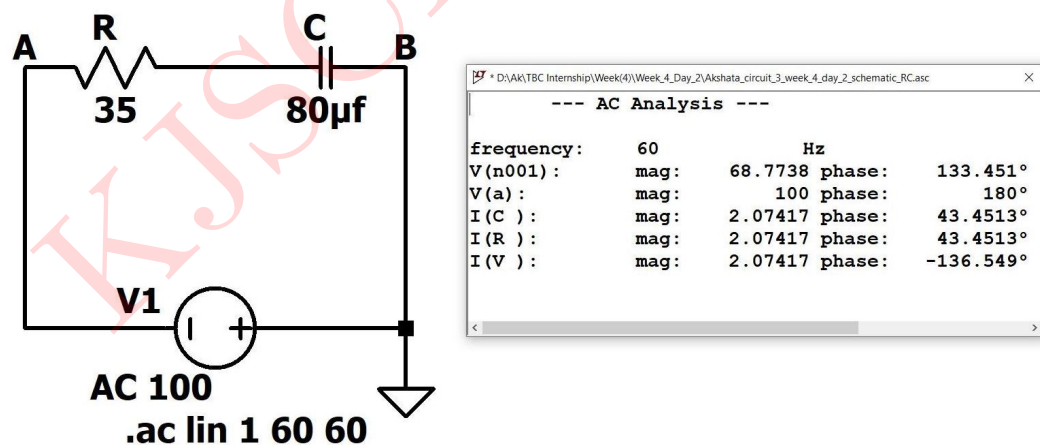 A
R
C
B
35
80µf
V1
AC 100
.ac lin 1 60 60
* D:\Ak\TBC Internship\Week(4)\Week_4_Day_2\Akshata_circuit_3_week_4_day_2_schematic_RC.asc
--- AC Analysis ---
frequency: 60 Hz
V(n001): mag: 68.7738 phase: 133.451°
V(a): mag: 100 phase: 180°
I(C ): mag: 2.07417 phase: 43.4513°
I(R ): mag: 2.07417 phase: 43.4513°
I(V ): mag: 2.07417 phase: -136.549°